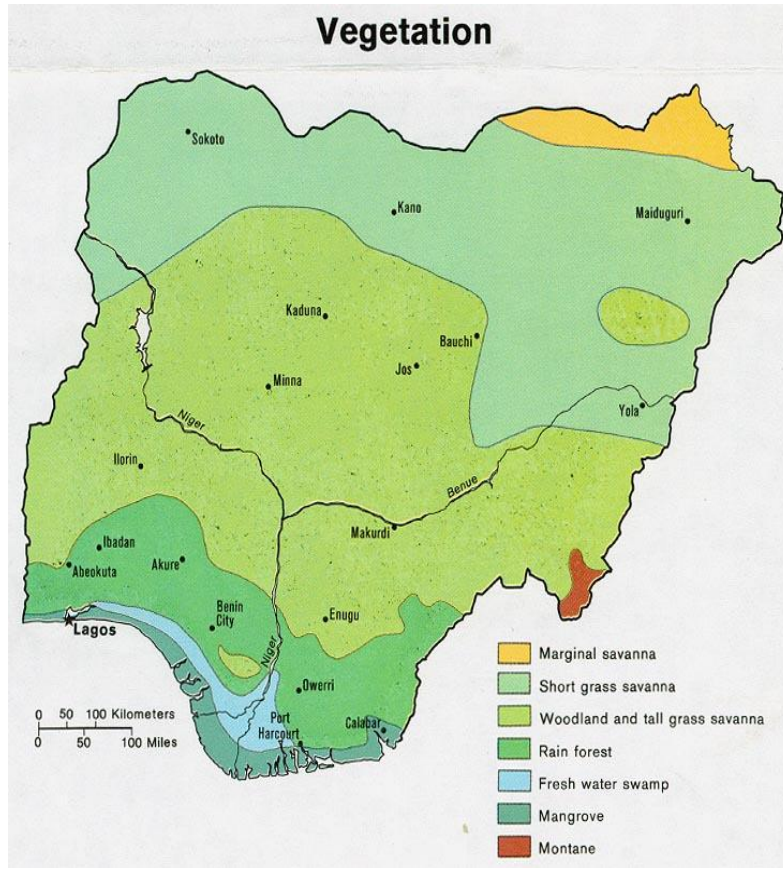 Vegetation
Sokoto
Kano
Maiduguri
Kaduna
Bauchi
Jos
Minna
Yola
Niger
Ilorin
Benue
Makurdi
Ibadan
Akure
Abeokuta
Benin
City
Enugu
Lagos
Niger
Owerri
Port
Harcourt
Calabar
0 50 100 Kilometers
0 50 100 Miles
Marginal savanna
Short grass savanna
Woodland and tall grass savanna
Rain forest
Fresh water swamp
Mangrove
Montane